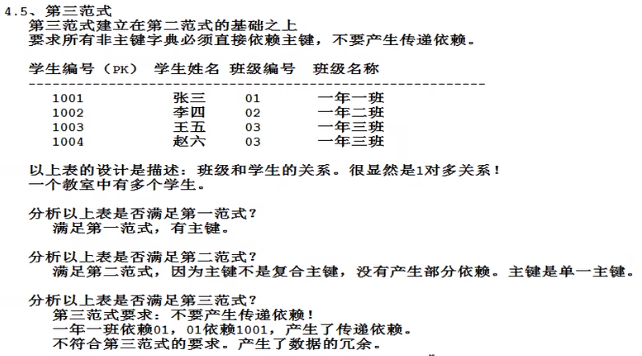 4.5、第三范式
第三范式建立在第二范式的基础之上
要求所有非主键字典必须直接依赖主键，不要产生传递依赖。
学生编号（PK） 学生姓名 班级编号 班级名称
------------------------------------------------------------
1001 张三 01 一年一班
1002 李四 02 一年二班
1003 王五 03 一年三班
1004 赵六 03 一年三班
以上表的设计是描述：班级和学生的关系。很显然是1对多关系！
一个教室中有多个学生。
分析以上表是否满足第一范式？
满足第一范式，有主键。
分析以上表是否满足第二范式？
满足第二范式，因为主键不是复合主键，没有产生部分依赖。主键是单一主键。
分析以上表是否满足第三范式？
第三范式要求：不要产生传递依赖！
一年一班依赖01，01依赖1001，产生了传递依赖。
不符合第三范式的要求。产生了数据的冗余。